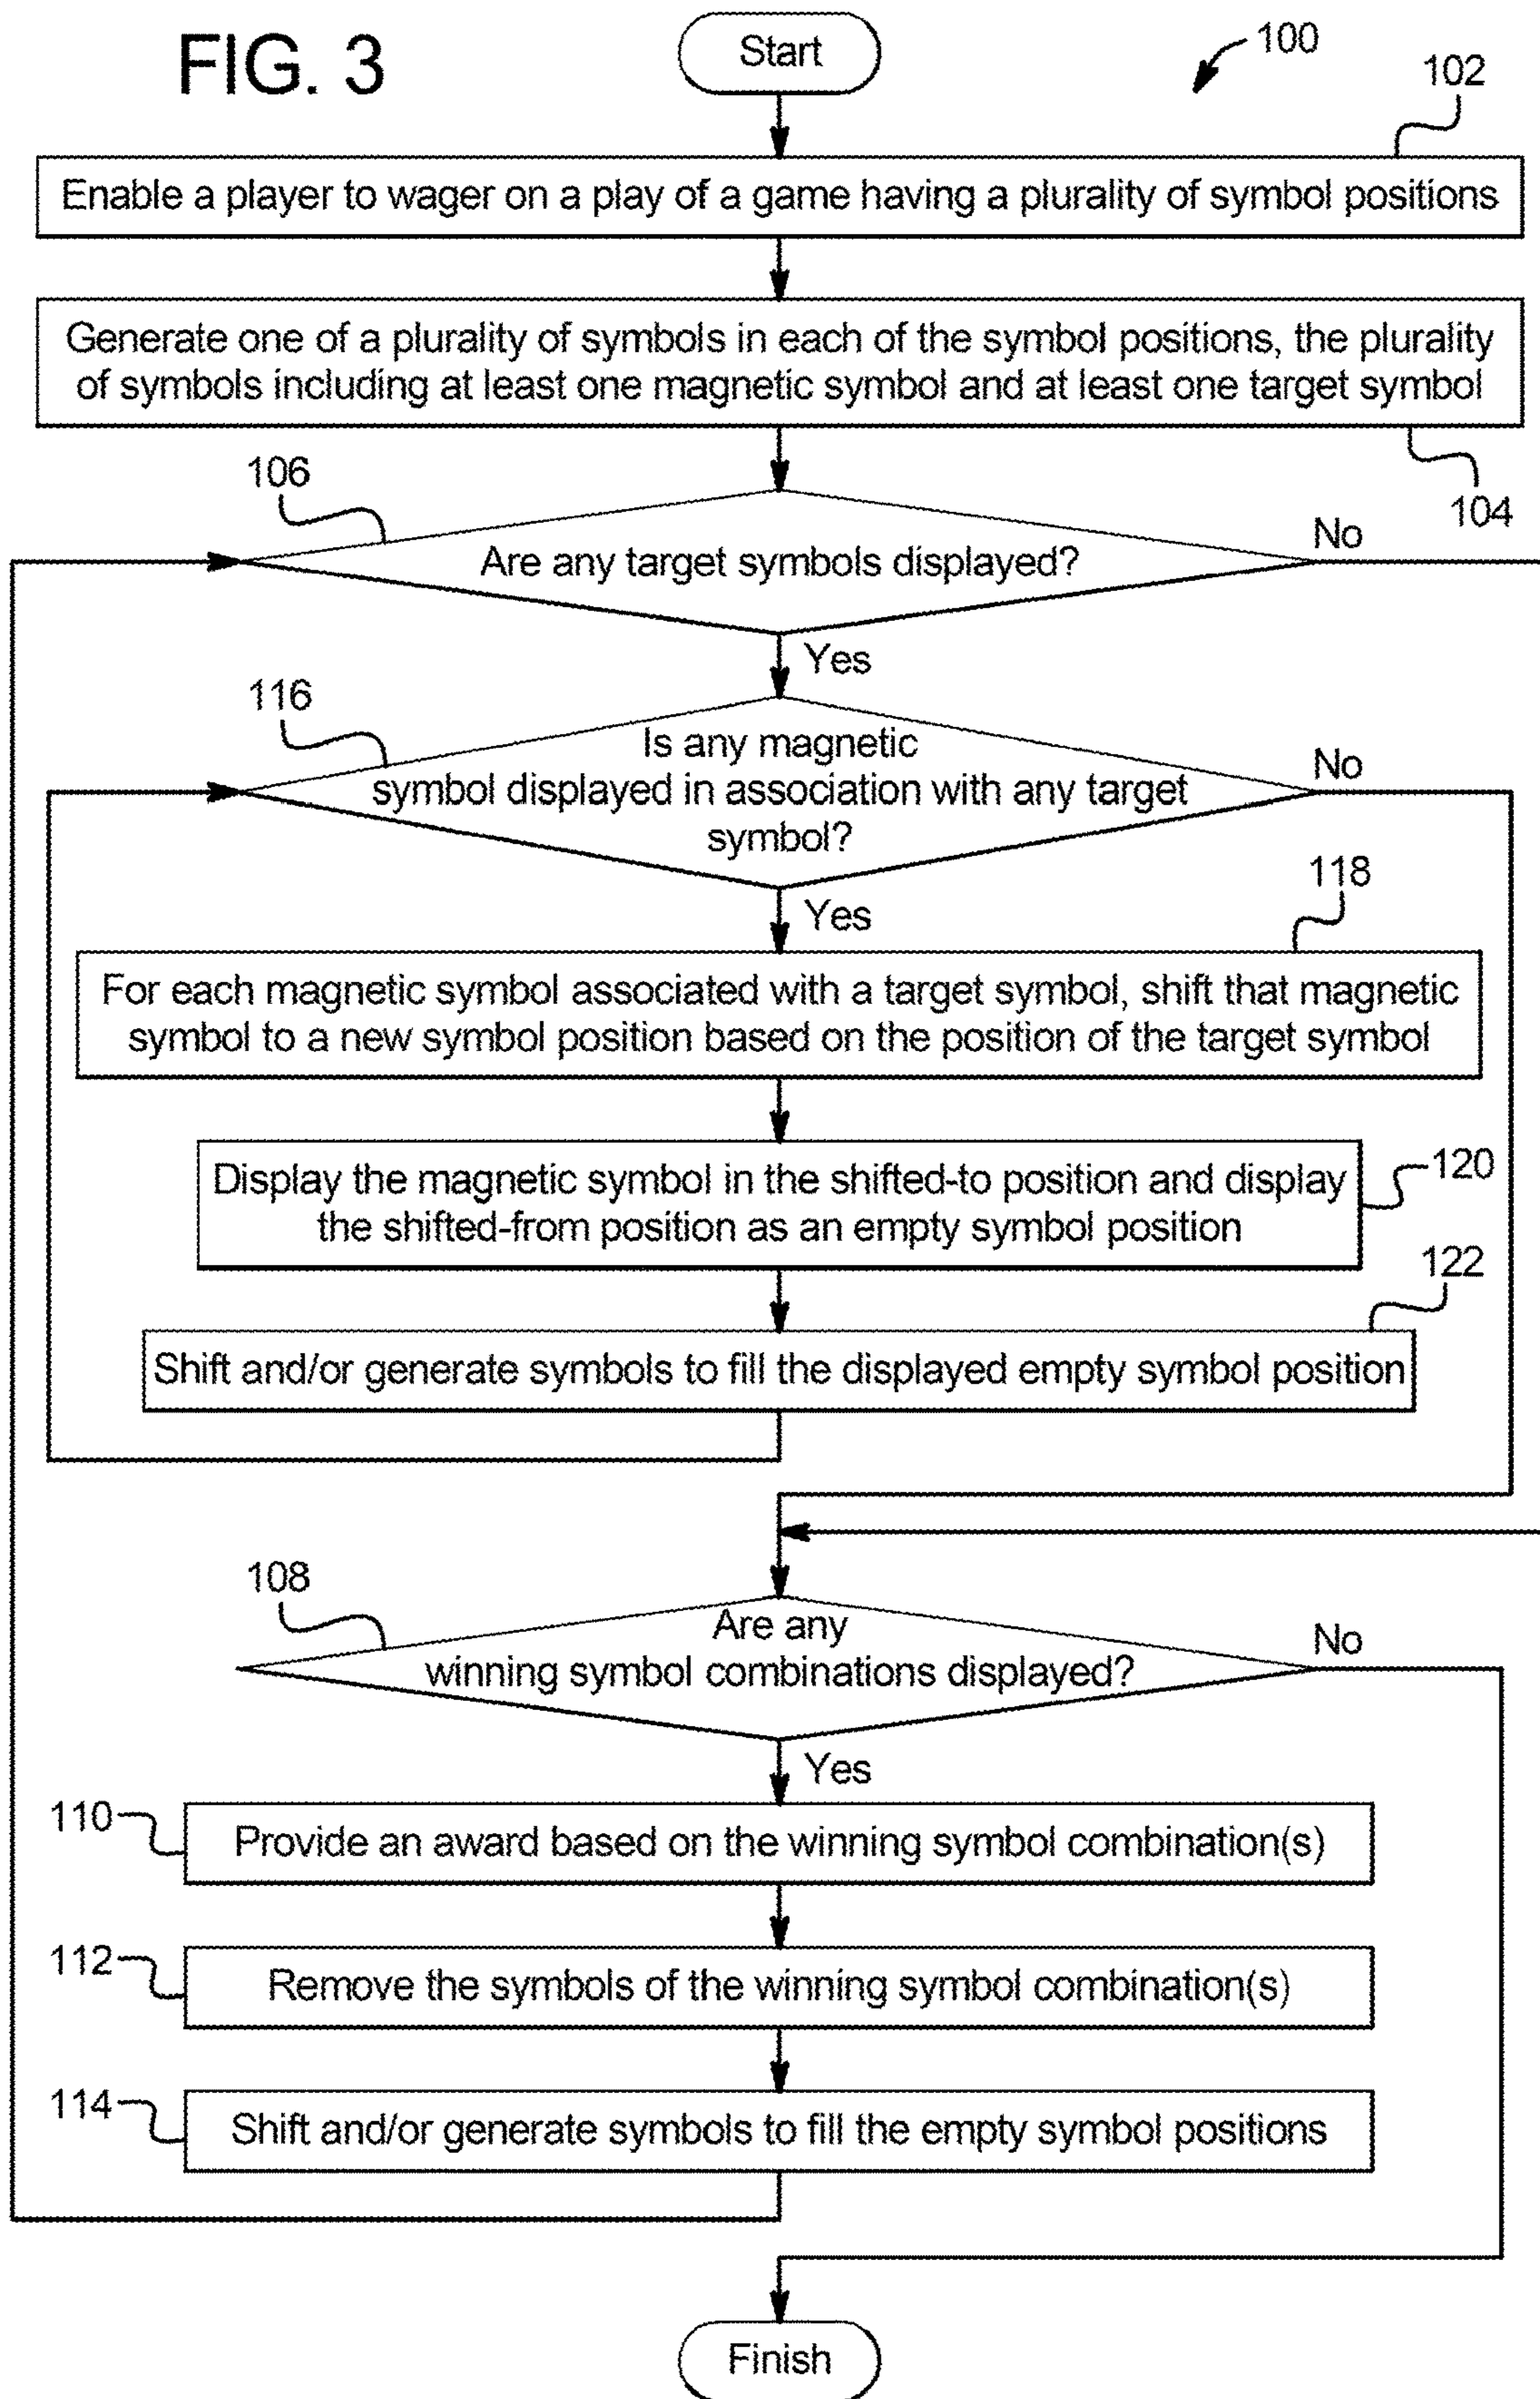 FIG. 3
Start
100
102
Enable a player to wager on a play of a game having a plurality of symbol positions
Generate one of a plurality of symbols in each of the symbol positions, the plurality
of symbols including at least one magnetic symbol and at least one target symbol
104
106
Are any target symbols displayed?
No
Yes
116
Is any magnetic
symbol displayed in association with any target
symbol?
No
Yes
118
For each magnetic symbol associated with a target symbol, shift that magnetic
symbol to a new symbol position based on the position of the target symbol
Display the magnetic symbol in the shifted-to position and display
the shifted-from position as an empty symbol position
120
122
Shift and/or generate symbols to fill the displayed empty symbol position
108
Are any
winning symbol combinations displayed?
No
Yes
110
Provide an award based on the winning symbol combination(s)
112
Remove the symbols of the winning symbol combination(s)
114
Shift and/or generate symbols to fill the empty symbol positions
Finish